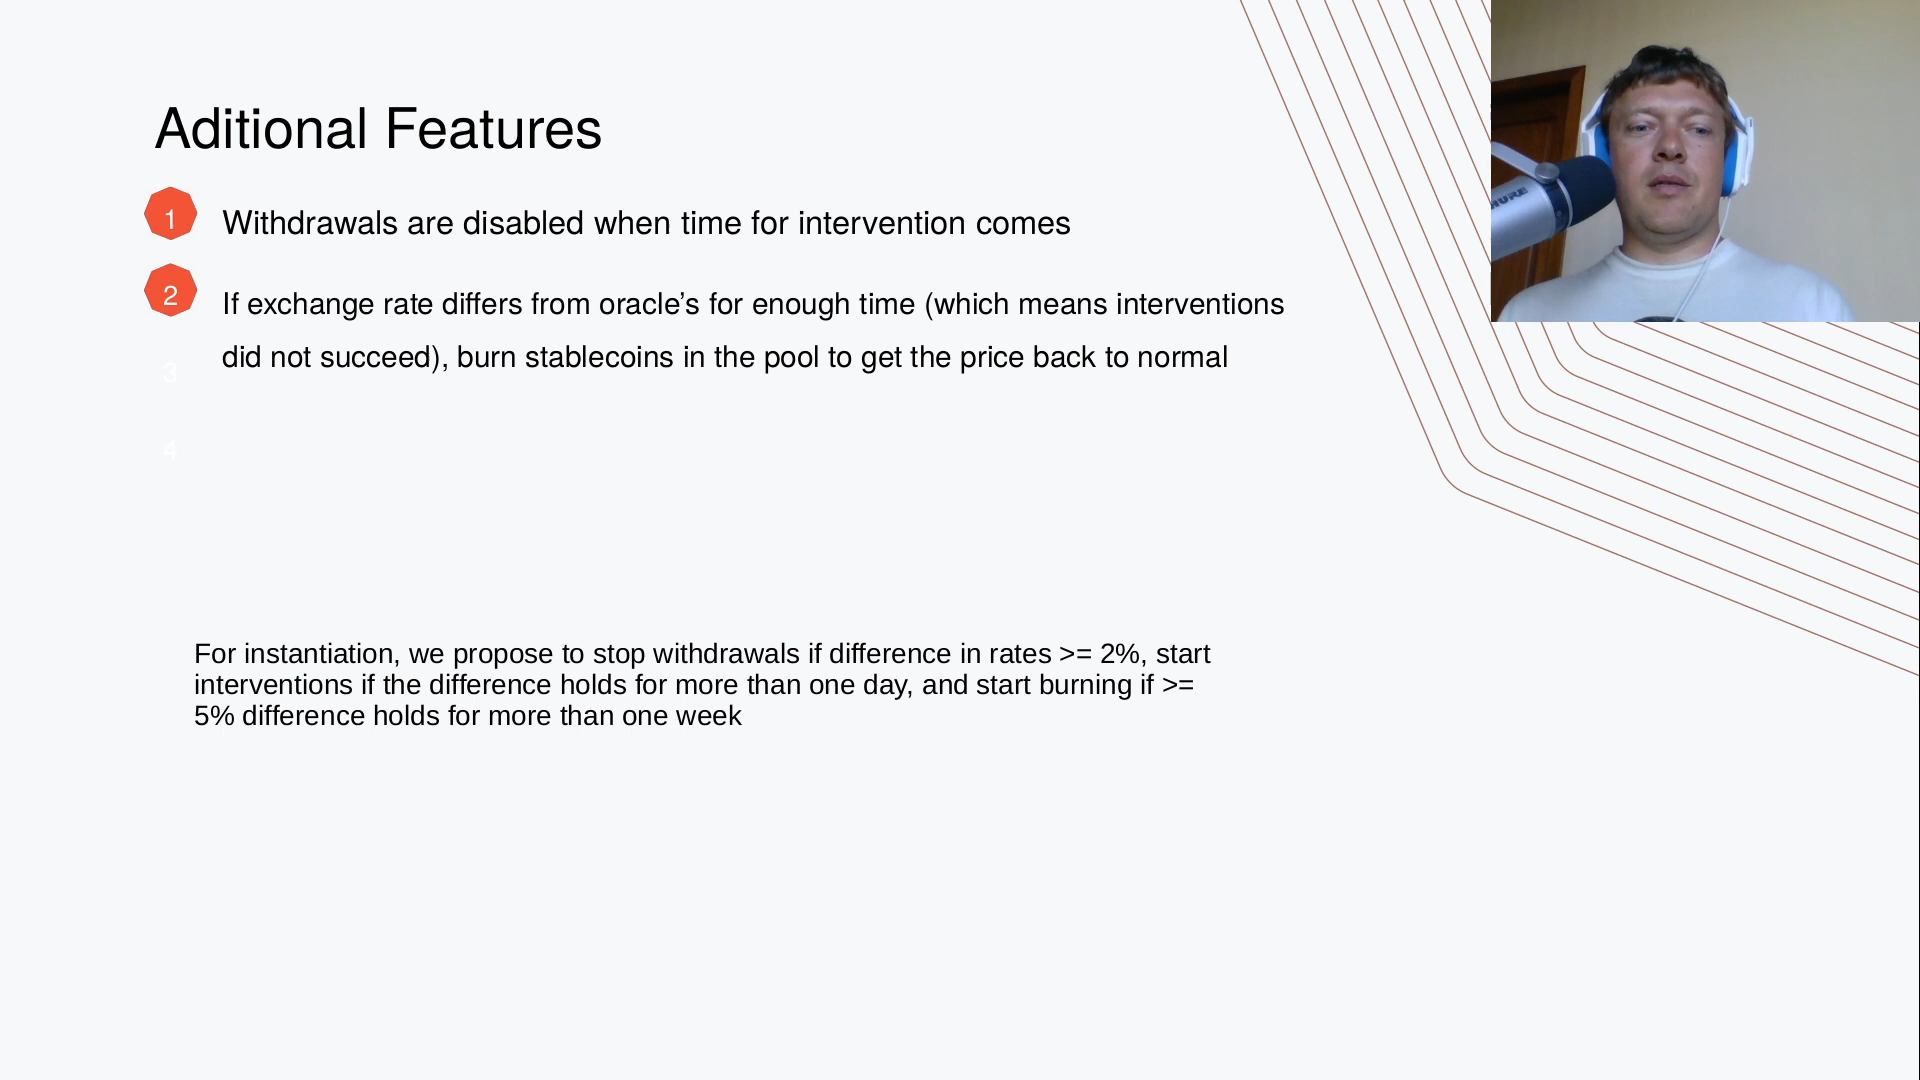 Aditional Features
1 Withdrawals are disabled when time for intervention comes
2 If exchange rate differs from oracle’s for enough time (which means interventions
did not succeed), burn stablecoins in the pool to get the price back to normal
3
4
For instantiation, we propose to stop withdrawals if difference in rates >= 2%, start
interventions if the difference holds for more than one day, and start burning if >=
5% difference holds for more than one week